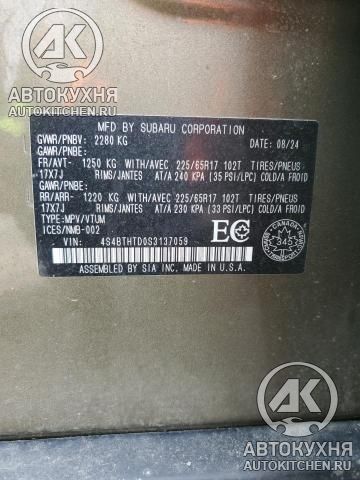 АК
АВТОКУХНЯ
AUTOKITCHEN.RU
MFD BY SUBARU CORPORATION
GVWR/PNBV: 2280 KG DATE: 08/24
GAWR/PNBE:
FR/AVT- 1250 KG WITH/AVEC 225/65R17 102T TIRES/PNEUS
17X7J RIMS/JANTES AT/A 240 KPA (35 PSI/LPC) COLD/A FROID
GAWR/PNBE:
RR/ARR- 1220 KG WITH/AVEC 225/65R17 102T TIRES/PNEUS
17X7J RIMS/JANTES AT/A 230 KPA (33 PSI/LPC) COLD/A FROID
TYPE:MPV/VTUM
ICES/NMB-002
VIN: 4S4BTHTD0S3137059
EC
CANADA
345
ASSEMBLED BY SIA INC. MADE IN U.S.A.
АК
АВТОКУХНЯ
AUTOKITCHEN.RU